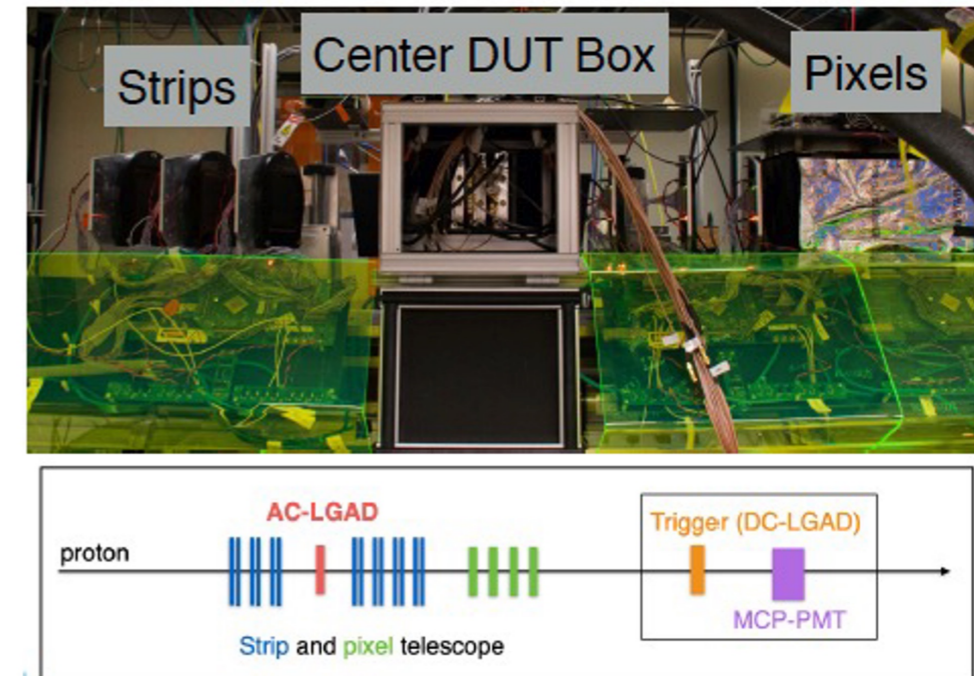 Strips
Center DUT Box
Pixels
AC-LGAD
Trigger (DC-LGAD)
proton
MCP-PMT
Strip and pixel telescope